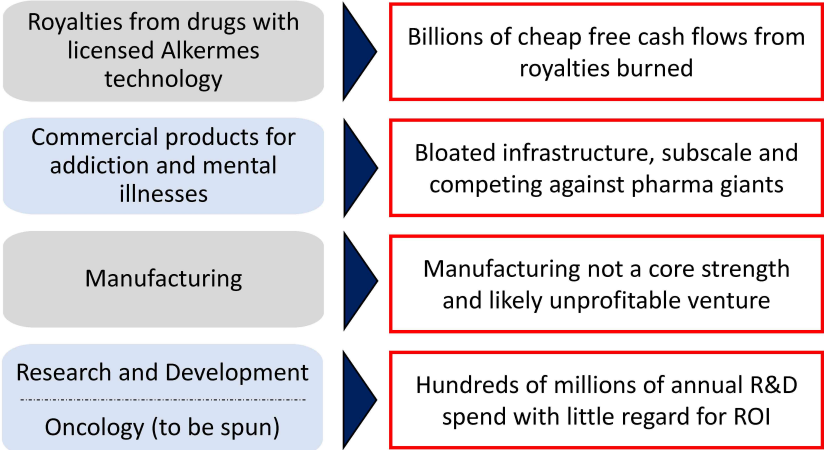 Royalties from drugs with
licensed Alkermes
technology
Billions of cheap free cash flows from
royalties burned
Commercial products for
addiction and mental
illnesses
Bloated infrastructure, subscale and
competing against pharma giants
Manufacturing
Manufacturing not a core strength
and likely unprofitable venture
Research and Development
Oncology (to be spun)
Hundreds of millions of annual R&D
spend with little regard for ROI